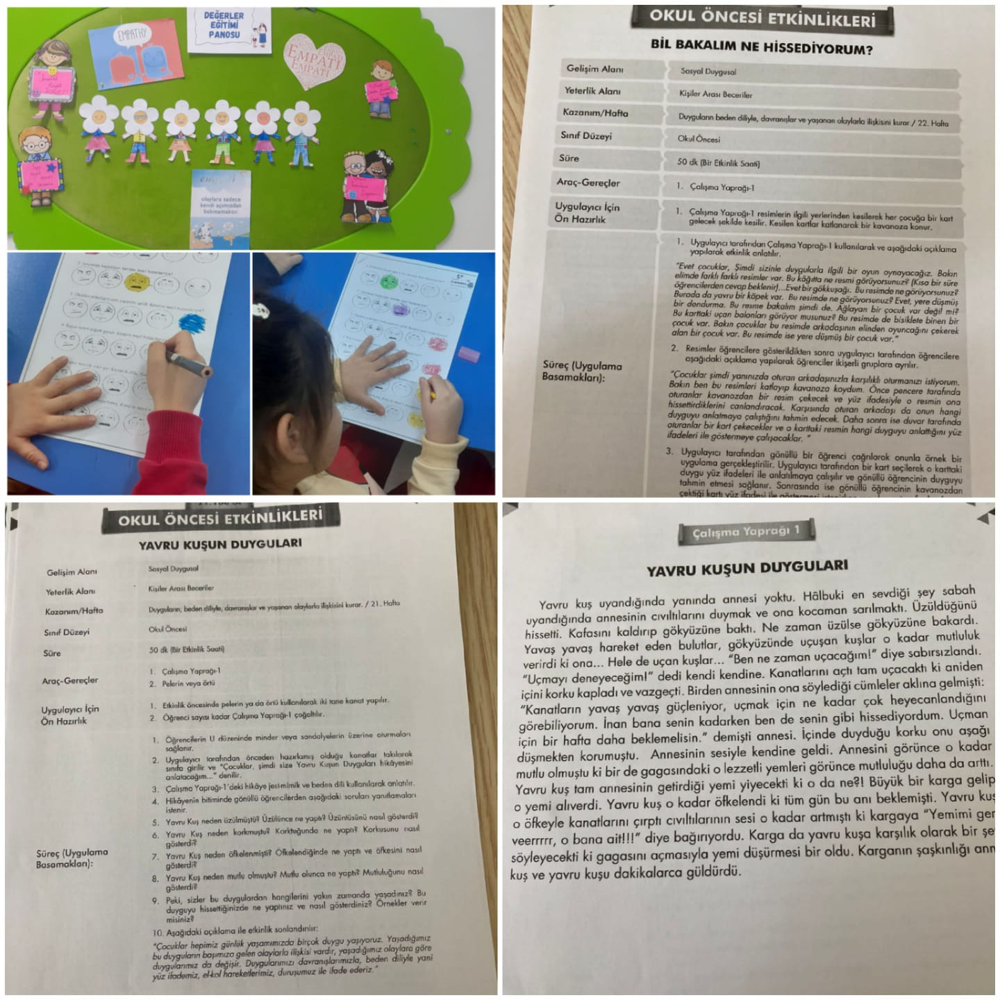 DEĞERLER
EĞİTİMİ
PANOSU
EMPATHY
EMPATİ
EMPATİ
empati
olaylara sadece
kendi açımızdan
bakmamaktır.
OKUL ÖNCESİ ETKİNLİKLERİ
BİL BAKALIM NE HİSSEDİYORUM?
Gelişim Alanı Sosyal Duygusal
Yeterlik Alanı Kişiler Arası Beceriler
Kazanım/Hafta Duyguların beden diliyle, davranışlar ve yaşanan olaylarla ilişkisini kurar / 22. Hafta
Sınıf Düzeyi Okul Öncesi
Süre 50 dk (Bir Etkinlik Saati)
Araç-Gereçler 1. Çalışma Yaprağı-1
Uygulayıcı İçin
Ön Hazırlık
1. Çalışma Yaprağı-1 resimlerin ilgili yerlerinden kesilerek her çocuğa bir kart
gelecek şekilde kesilir. Kesilen kartlar katlanarak bir kavanoza konur.
Süreç (Uygulama
Basamakları):
1. Uygulayıcı tarafından Çalışma Yaprağı-1 kullanılarak ve aşağıdaki açıklama
yapılarak etkinlik anlatılır.
"Evet çocuklar, Şimdi sizinle duygularla ilgili bir oyun oynayacağız. Bakın
elimde farklı farklı resimler var. Bu kâğıtta ne resmi görüyorsunuz? (Kısa bir süre
öğrencilerden cevap beklenir)...Evet bir gökkuşağı. Bu resimde ne görüyorsunuz?
Burada da yavru bir köpek var. Bu resimde ne görüyorsunuz? Evet, yere düşmüş
bir dondurma. Bu resme bakalım şimdi de. Ağlayan bir çocuk var değil mi?
Bu karttaki uçan balonları görüyor musunuz? Bu resimde de bisiklete binen bir
çocuk var. Bakın çocuklar bu resimde arkadaşının elinden oyuncağını çekerek
alan bir çocuk var. Bu resimde ise yere düşmüş bir çocuk var."
2. Resimler öğrencilere gösterildikten sonra uygulayıcı tarafından öğrencilere
aşağıdaki açıklama yapılarak öğrenciler ikişerli gruplara ayrılır.
"Çocuklar şimdi yanınızda oturan arkadaşınızla karşılıklı oturmanızı istiyorum.
Bakın ben bu resimleri katlayıp kavanoza koydum. Önce pencere tarafında
oturanlar kavanozdan bir resim çekecek ve yüz ifadesiyle o resmin ona
hissettirdiklerini canlandıracak. Karşısında oturan arkadaşı da onun hangi
duyguyu anlatmaya çalıştığını tahmin edecek. Daha sonra ise duvar tarafında
oturanlar bir kart çekecekler ve o karttaki resmin hangi duyguyu anlattığını yüz
ifadeleri ile göstermeye çalışacaklar. "
3. Uygulayıcı tarafından gönüllü bir öğrenci çağrılarak onunla örnek bir
uygulama gerçekleştirilir. Uygulayıcı tarafından bir kart seçilerek o karttaki
duygu yüz ifadeleri ile anlatılmaya çalışılır ve gönüllü öğrencinin duyguyu
tahmin etmesi sağlanır. Sonrasında ise gönüllü öğrencinin kavanozdan
çektiği kartı yüz ifadesi ile göstermesi
OKUL ÖNCESİ ETKİNLİKLERİ
YAVRU KUŞUN DUYGULARI
Gelişim Alanı Sosyal Duygusal
Yeterlik Alanı Kişiler Arası Beceriler
Kazanım/Hafta Duyguların; beden diliyle, davranışlar ve yaşanan olaylarla ilişkisini kurar. / 21. Hafta
Sınıf Düzeyi Okul Öncesi
Süre 50 dk (Bir Etkinlik Saati)
Araç-Gereçler
1. Çalışma Yaprağı-1
2. Pelerin veya örtü
Uygulayıcı İçin
Ön Hazırlık
1. Etkinlik öncesinde pelerin ya da örtü kullanılarak iki tane kanat yapılır.
2. Öğrenci sayısı kadar Çalışma Yaprağı-1 çoğaltılır.
Süreç (Uygulama
Basamakları):
1. Öğrencilerin U düzeninde minder veya sandalyelerin üzerine oturmaları
sağlanır.
2. Uygulayıcı tarafından önceden hazırlamış olduğu kanatlar takılarak
sınıfa girilir ve "Çocuklar, şimdi size Yavru Kuşun Duyguları hikâyesini
anlatacağım..." denilir.
3. Çalışma Yaprağı-1'deki hikâye jest-mimik ve beden dili kullanılarak anlatılır.
4. Hikâyenin bitiminde gönüllü öğrencilerden aşağıdaki soruları yanıtlamaları
istenir.
5. Yavru Kuş neden üzülmüştü? Üzülünce ne yaptı? Üzüntüsünü nasıl gösterdi?
6. Yavru Kuş neden korkmuştu? Korktuğunda ne yaptı? Korkusunu nasıl
gösterdi?
7. Yavru Kuş neden öfkelenmişti? Öfkelendiğinde ne yaptı ve öfkesini nasıl
gösterdi?
8. Yavru Kuş neden mutlu olmuştu? Mutlu olunca ne yaptı? Mutluluğunu nasıl
gösterdi?
9. Peki, sizler bu duygulardan hangilerini yakın zamanda yaşadınız? Bu
duyguyu hissettiğinizde ne yaptınız ve nasıl gösterdiniz? Örnekler verir
misiniz?
10. Aşağıdaki açıklama ile etkinlik sonlandırılır:
"Çocuklar hepimiz günlük yaşamımızda birçok duygu yaşıyoruz. Yaşadığımız
bu duyguların başımıza gelen olaylarla ilişkisi vardır, yaşadığımız olaylara göre
duygularımız da değişir. Duygularımızı davranışlarımızla, beden diliyle yani
yüz ifademiz, el-kol hareketlerimiz, duruşumuz ile ifade ederiz."
Çalışma Yaprağı 1
YAVRU KUŞUN DUYGULARI
Yavru kuş uyandığında yanında annesi yoktu. Hâlbuki en sevdiği şey sabah
uyandığında annesinin cıvıltılarını duymak ve ona kocaman sarılmaktı. Üzüldüğünü
hissetti. Kafasını kaldırıp gökyüzüne baktı. Ne zaman üzülse gökyüzüne bakardı.
Yavaş yavaş hareket eden bulutlar, gökyüzünde uçuşan kuşlar o kadar mutluluk
verirdi ki ona... Hele de uçan kuşlar... "Ben ne zaman uçacağım!" diye sabırsızlandı.
"Uçmayı deneyeceğim!" dedi kendi kendine. Kanatlarını açtı tam uçacaktı ki aniden
içini korku kapladı ve vazgeçti. Birden annesinin ona söylediği cümleler aklına gelmişti:
"Kanatların yavaş yavaş güçleniyor, uçmak için ne kadar çok heyecanlandığını
görebiliyorum. İnan bana senin kadarken ben de senin gibi hissediyordum. Uçman
için bir hafta daha beklemelisin." demişti annesi. İçinde duyduğu korku onu aşağı
düşmekten korumuştu. Annesinin sesiyle kendine geldi. Annesini görünce o kadar
mutlu olmuştu ki bir de gagasındaki o lezzetli yemleri görünce mutluluğu daha da arttı.
Yavru kuş tam annesinin getirdiği yemi yiyecekti ki o da ne?! Büyük bir karga gelip
o yemi alıverdi. Yavru kuş o kadar öfkelendi ki tüm gün bu anı beklemişti. Yavru kuş
o öfkeyle kanatlarını çırptı cıvıltılarının sesi o kadar artmıştı ki kargaya "Yemimi ger
veerrrrr, o bana ait!!!" diye bağırıyordu. Karga da yavru kuşa karşılık olarak bir şe
söyleyecekti ki gagasını açmasıyla yemi düşürmesi bir oldu. Karganın şaşkınlığı ann
kuş ve yavru kuşu dakikalarca güldürdü.